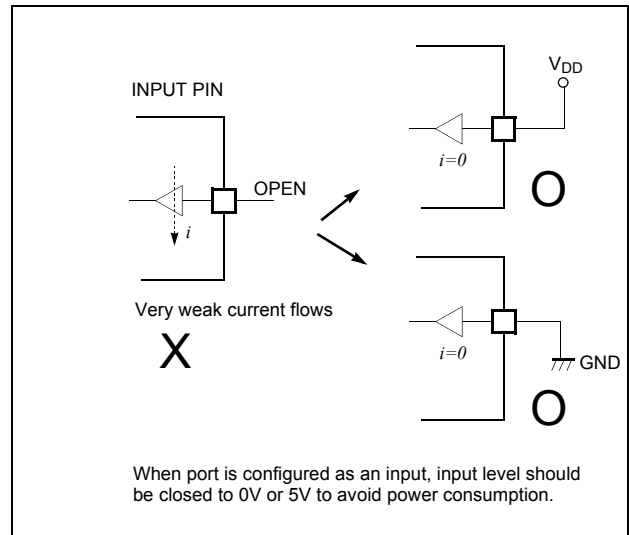 INPUT PIN
OPEN
i
Very weak current flows
X
VDD
i=0
O
i=0
GND
O
When port is configured as an input, input level should
be closed to 0V or 5V to avoid power consumption.